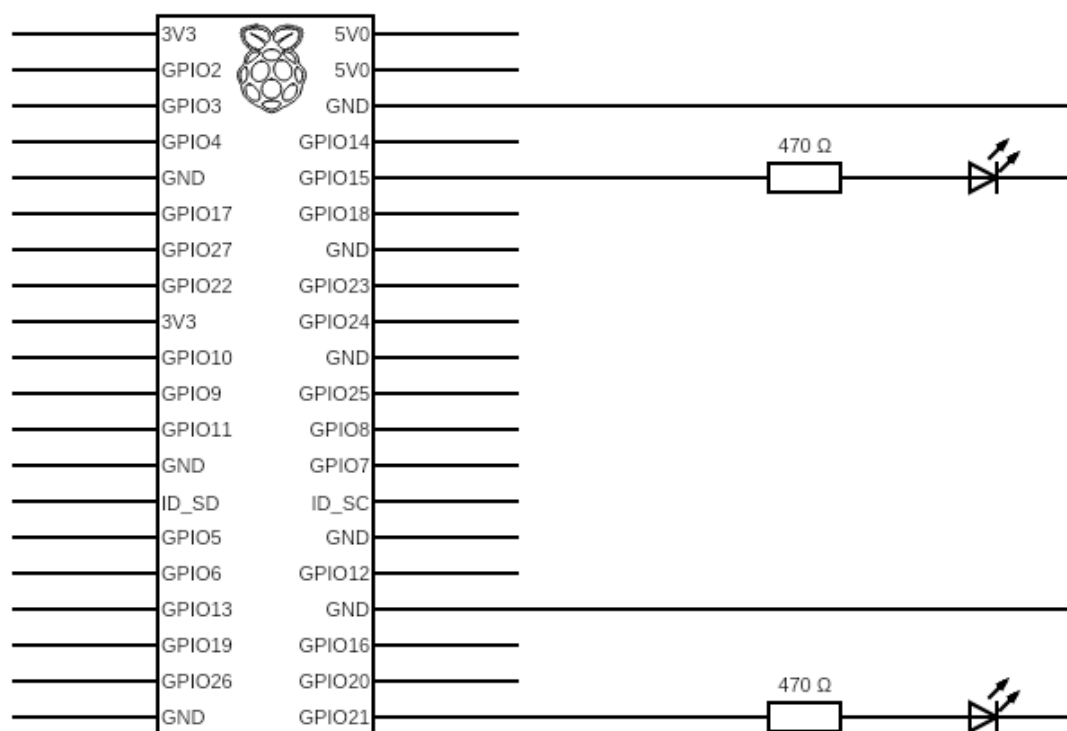 3V3 5V0
GPIO2 5V0
GPIO3 GND
GPIO4 GPIO14
470 Ω
GND GPIO15
GPIO17 GPIO18
GPIO27 GND
GPIO22 GPIO23
3V3 GPIO24
GPIO10 GND
GPIO9 GPIO25
GPIO11 GPIO8
GND GPIO7
ID_SD ID_SC
GPIO5 GND
GPIO6 GPIO12
GPIO13 GND
GPIO19 GPIO16
GPIO26 GPIO20
470 Ω
GND GPIO21